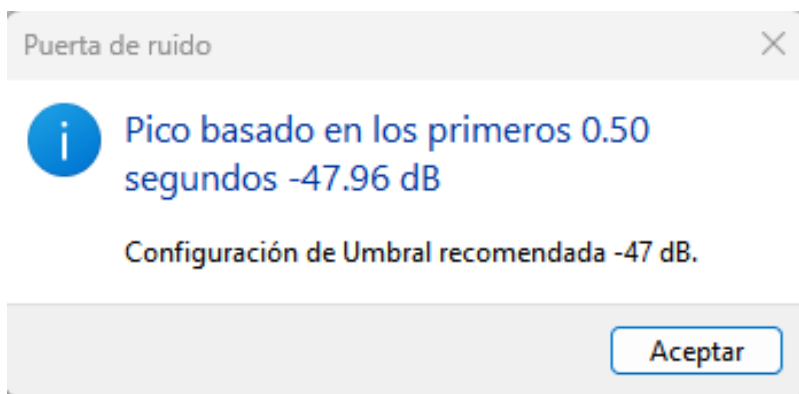 Puerta de ruido
Pico basado en los primeros 0.50
segundos -47.96 dB
Configuración de Umbral recomendada -47 dB.
Aceptar